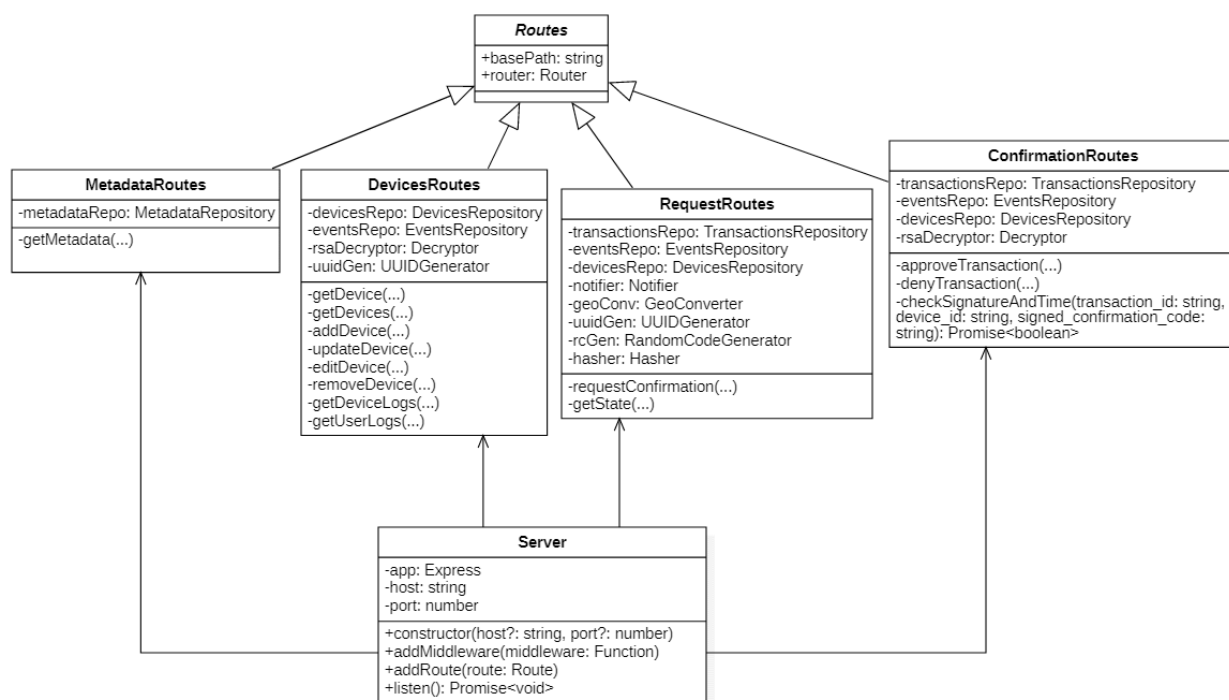 Routes
+basePath: string
+router: Router
MetadataRoutes
-metadataRepo: MetadataRepository
-getMetadata(...)
DevicesRoutes
-devicesRepo: DevicesRepository
-eventsRepo: EventsRepository
-rsaDecryptor: Decryptor
-uuidGen: UUIDGenerator
-getDevice(...)
-getDevices(...)
-addDevice(...)
-updateDevice(...)
-editDevice(...)
-removeDevice(...)
-getDeviceLogs(...)
-getUserLogs(...)
RequestRoutes
-transactionsRepo: TransactionsRepository
-eventsRepo: EventsRepository
-devicesRepo: DevicesRepository
-notifier: Notifier
-geoConv: GeoConverter
-uuidGen: UUIDGenerator
-rcGen: RandomCodeGenerator
-hasher: Hasher
-requestConfirmation(...)
-getState(...)
ConfirmationRoutes
-transactionsRepo: TransactionsRepository
-eventsRepo: EventsRepository
-devicesRepo: DevicesRepository
-rsaDecryptor: Decryptor
-approveTransaction(...)
-denyTransaction(...)
-checkSignatureAndTime(transaction_id: string,
device_id: string, signed_confirmation_code:
string): Promise<boolean>
Server
-app: Express
-host: string
-port: number
+constructor(host?: string, port?: number)
+addMiddleware(middleware: Function)
+addRoute(route: Route)
+listen(): Promise<void>